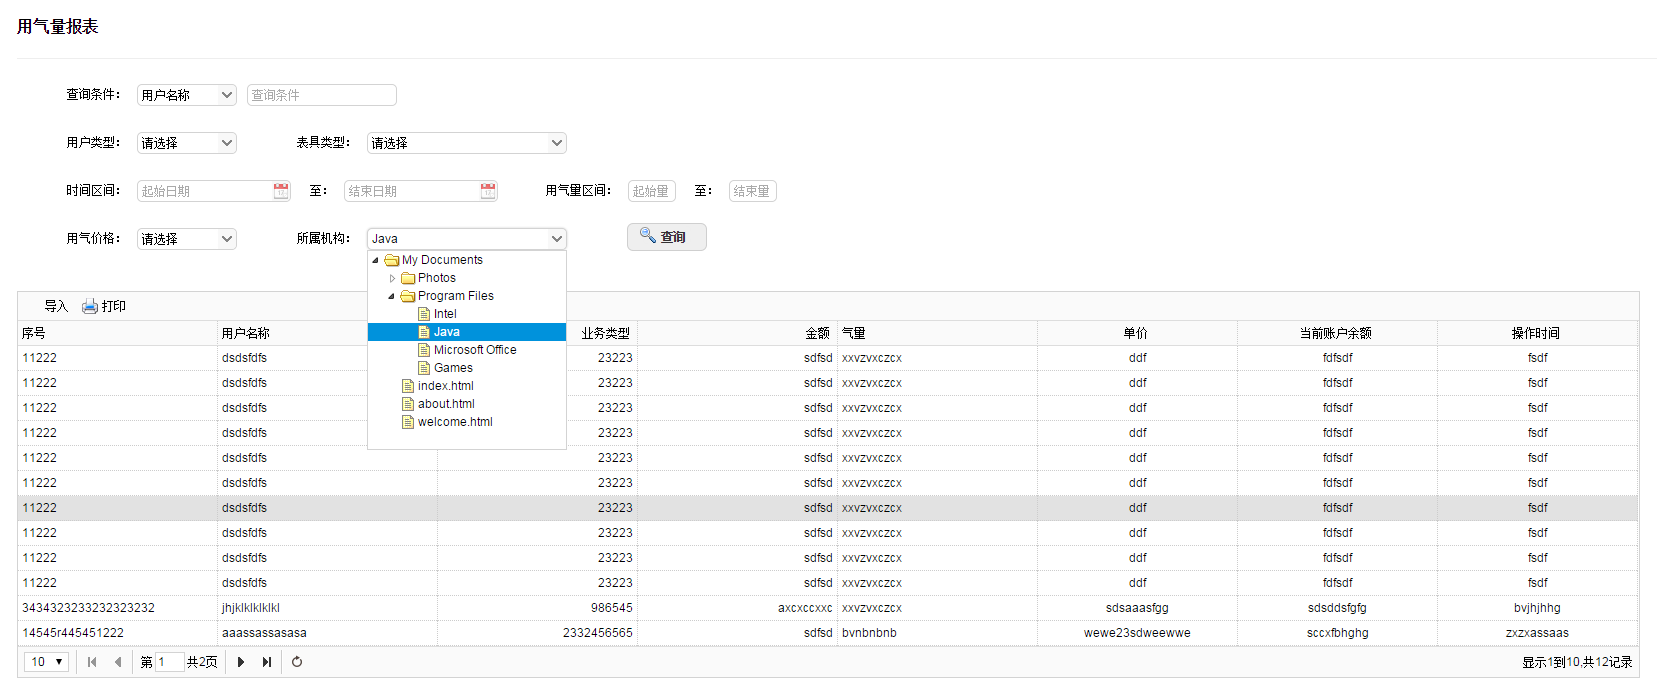 用气量报表
查询条件： 用户名称 查询条件
用户类型： 请选择 表具类型： 请选择
时间区间： 起始日期 至： 结束日期 用气量区间： 起始量 至： 结束量
用气价格： 请选择 所属机构： Java 查询
My Documents
Photos
Program Files
Intel
Java
Microsoft Office
Games
index.html
about.html
welcome.html
导入 打印
序号 用户名称 业务类型 金额 气量 单价 当前账户余额 操作时间
11222 dsdsfdfs 23223 sdfsd xxvzvxczcx ddf fdfsdf fsdf
11222 dsdsfdfs 23223 sdfsd xxvzvxczcx ddf fdfsdf fsdf
11222 dsdsfdfs 23223 sdfsd xxvzvxczcx ddf fdfsdf fsdf
11222 dsdsfdfs 23223 sdfsd xxvzvxczcx ddf fdfsdf fsdf
11222 dsdsfdfs 23223 sdfsd xxvzvxczcx ddf fdfsdf fsdf
11222 dsdsfdfs 23223 sdfsd xxvzvxczcx ddf fdfsdf fsdf
11222 dsdsfdfs 23223 sdfsd xxvzvxczcx ddf fdfsdf fsdf
11222 dsdsfdfs 23223 sdfsd xxvzvxczcx ddf fdfsdf fsdf
11222 dsdsfdfs 23223 sdfsd xxvzvxczcx ddf fdfsdf fsdf
11222 dsdsfdfs 23223 sdfsd xxvzvxczcx ddf fdfsdf fsdf
3434323233232323232 jhjklklklklkl 986545 axcxccxxc xxvzvxczcx sdsaaasfgg sdsddsfgfg bvjhjhhg
14545r445451222 aaassassasasa 2332456565 sdfsd bvnbnbnb wewe23sdweewwe sccxfbhghg zxzxassaas
10 第 1 共2页 显示1到10,共12记录